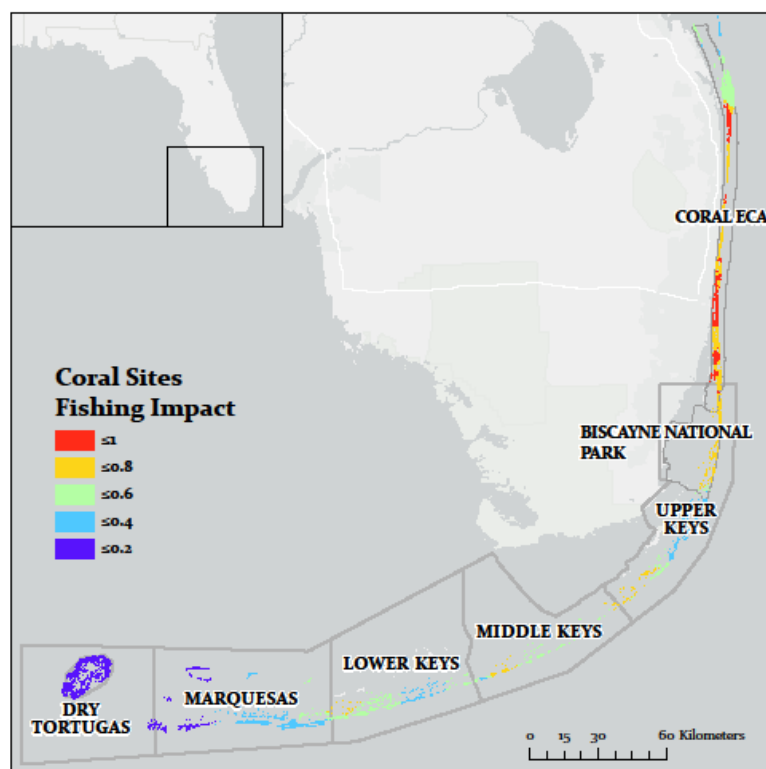 CORAL ECA
BISCAYNE NATIONAL
PARK
UPPER
KEYS
MIDDLE KEYS
LOWER KEYS
MARQUESAS
DRY
TORTUGAS
Coral Sites
Fishing Impact
≤1
≤0.8
≤0.6
≤0.4
≤0.2
0 15 30 60 Kilometers